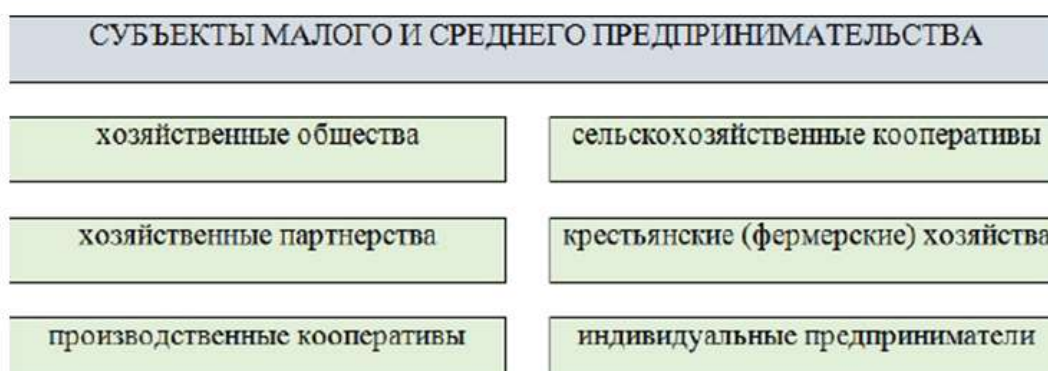 СУБЪЕКТЫ МАЛОГО И СРЕДНЕГО ПРЕДПРИНИМАТЕЛЬСТВА
хозяйственные общества
сельскохозяйственные кооперативы
хозяйственные партнерства
крестьянские (фермерские) хозяйства
производственные кооперативы
индивидуальные предприниматели